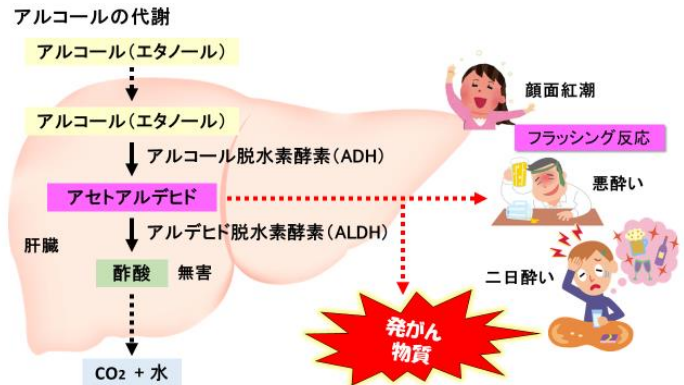 アルコールの代謝
アルコール(エタノール)
アルコール(エタノール)
アルコール脱水素酵素(ADH)
アセトアルデヒド
アルデヒド脱水素酵素(ALDH)
肝臓
酢酸 無害
CO₂ + 水
顔面紅潮
フラッシング反応
悪酔い
二日酔い
発がん
物質